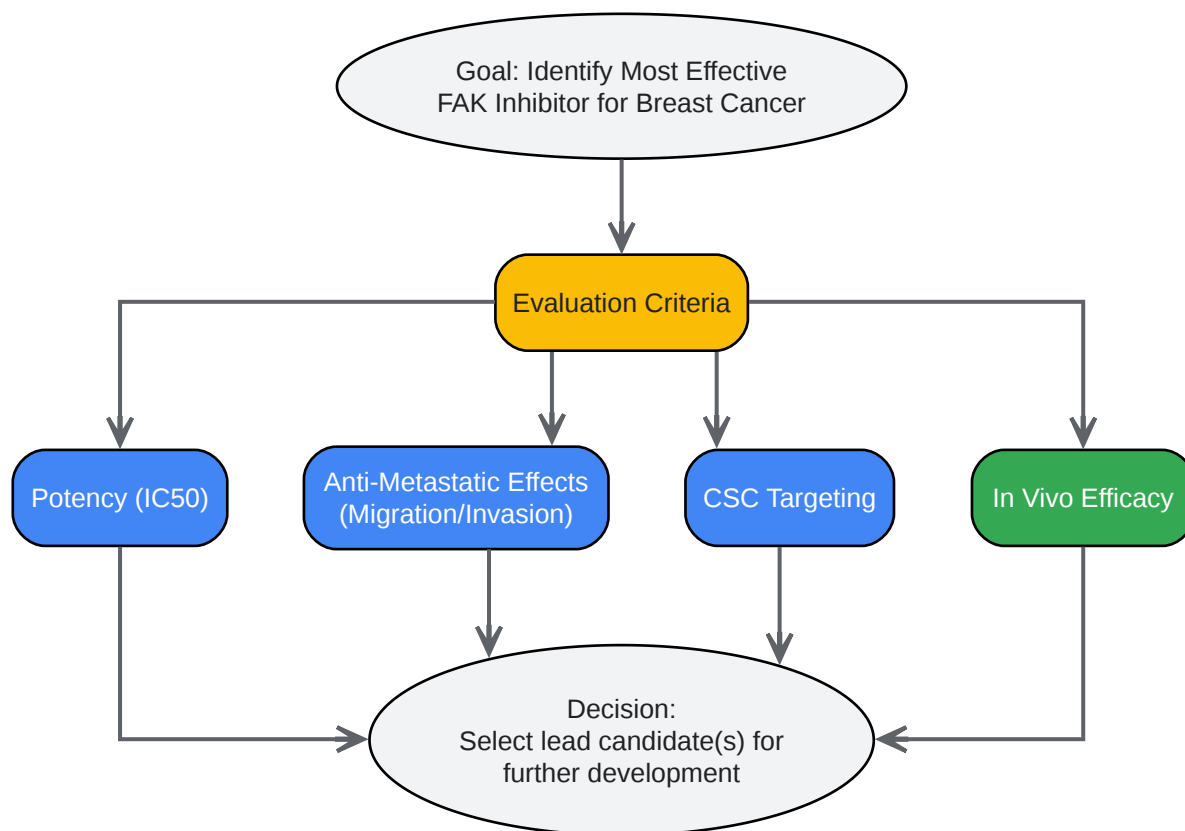 Goal: Identify Most Effective
FAK Inhibitor for Breast Cancer
Evaluation Criteria
Potency (IC50)
Anti-Metastatic Effects
(Migration/Invasion)
CSC Targeting
In Vivo Efficacy
Decision:
Select lead candidate(s) for
further development